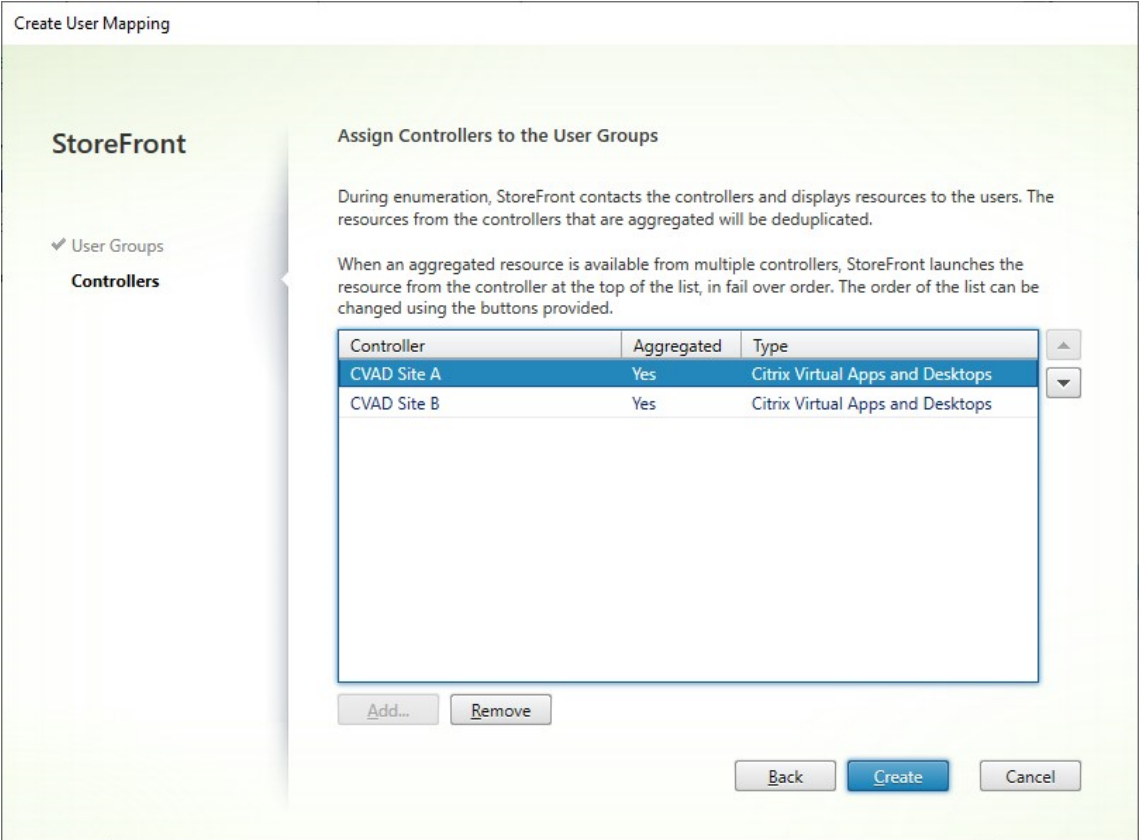 Create User Mapping
StoreFront
User Groups
Controllers
Assign Controllers to the User Groups
During enumeration, StoreFront contacts the controllers and displays resources to the users. The
resources from the controllers that are aggregated will be deduplicated.
When an aggregated resource is available from multiple controllers, StoreFront launches the
resource from the controller at the top of the list, in fail over order. The order of the list can be
changed using the buttons provided.
Controller Aggregated Type
CVAD Site A Yes Citrix Virtual Apps and Desktops
CVAD Site B Yes Citrix Virtual Apps and Desktops
Add... Remove
Back Create Cancel